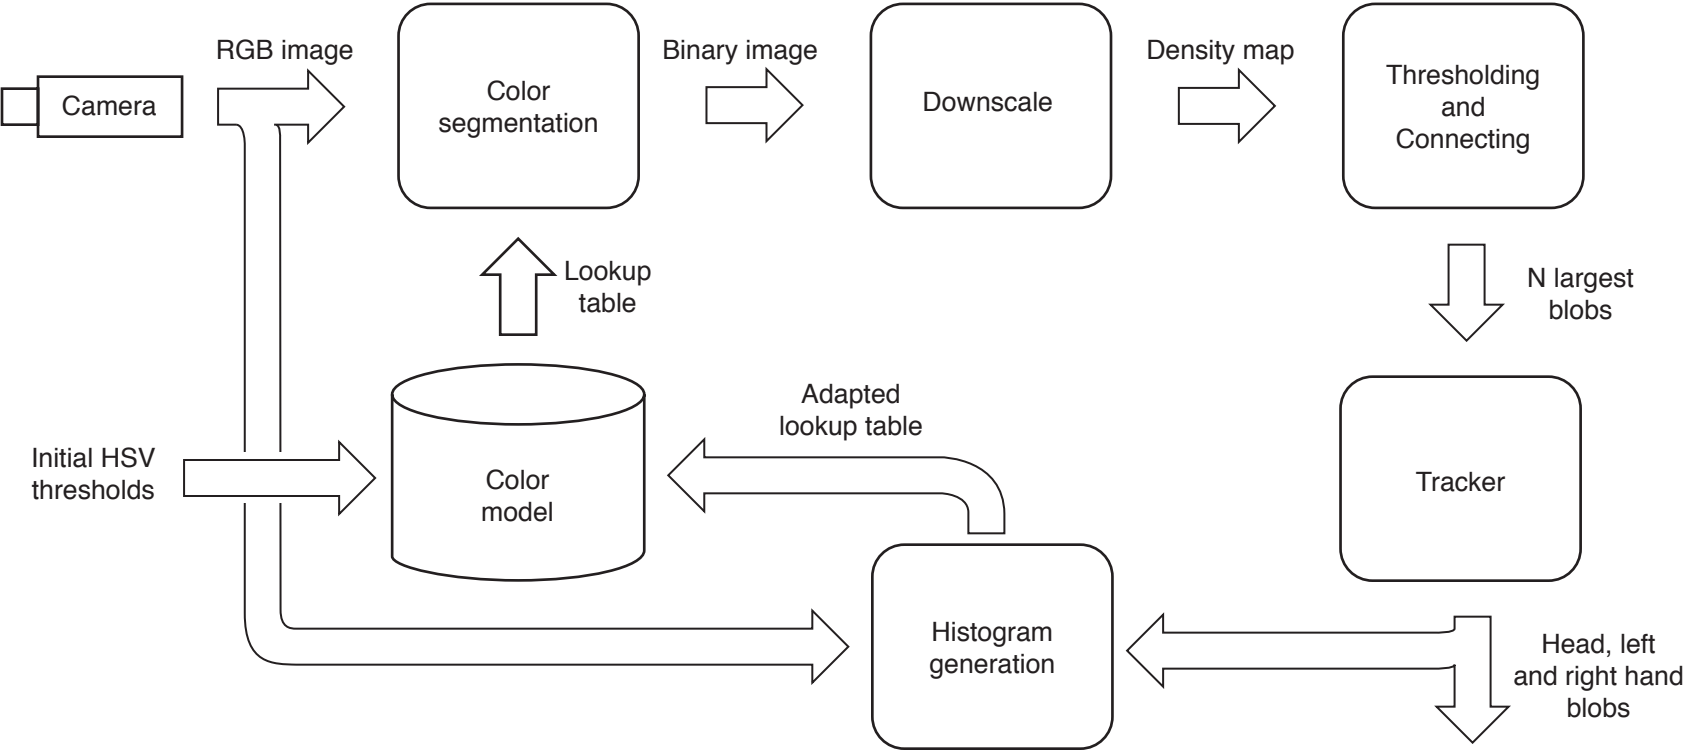 RGB image
Camera
Color
segmentation
Binary image
Downscale
Density map
Thresholding
and
Connecting
Lookup
table
N largest
blobs
Initial HSV
thresholds
Color
model
Adapted
lookup table
Tracker
Histogram
generation
Head, left
and right hand
blobs